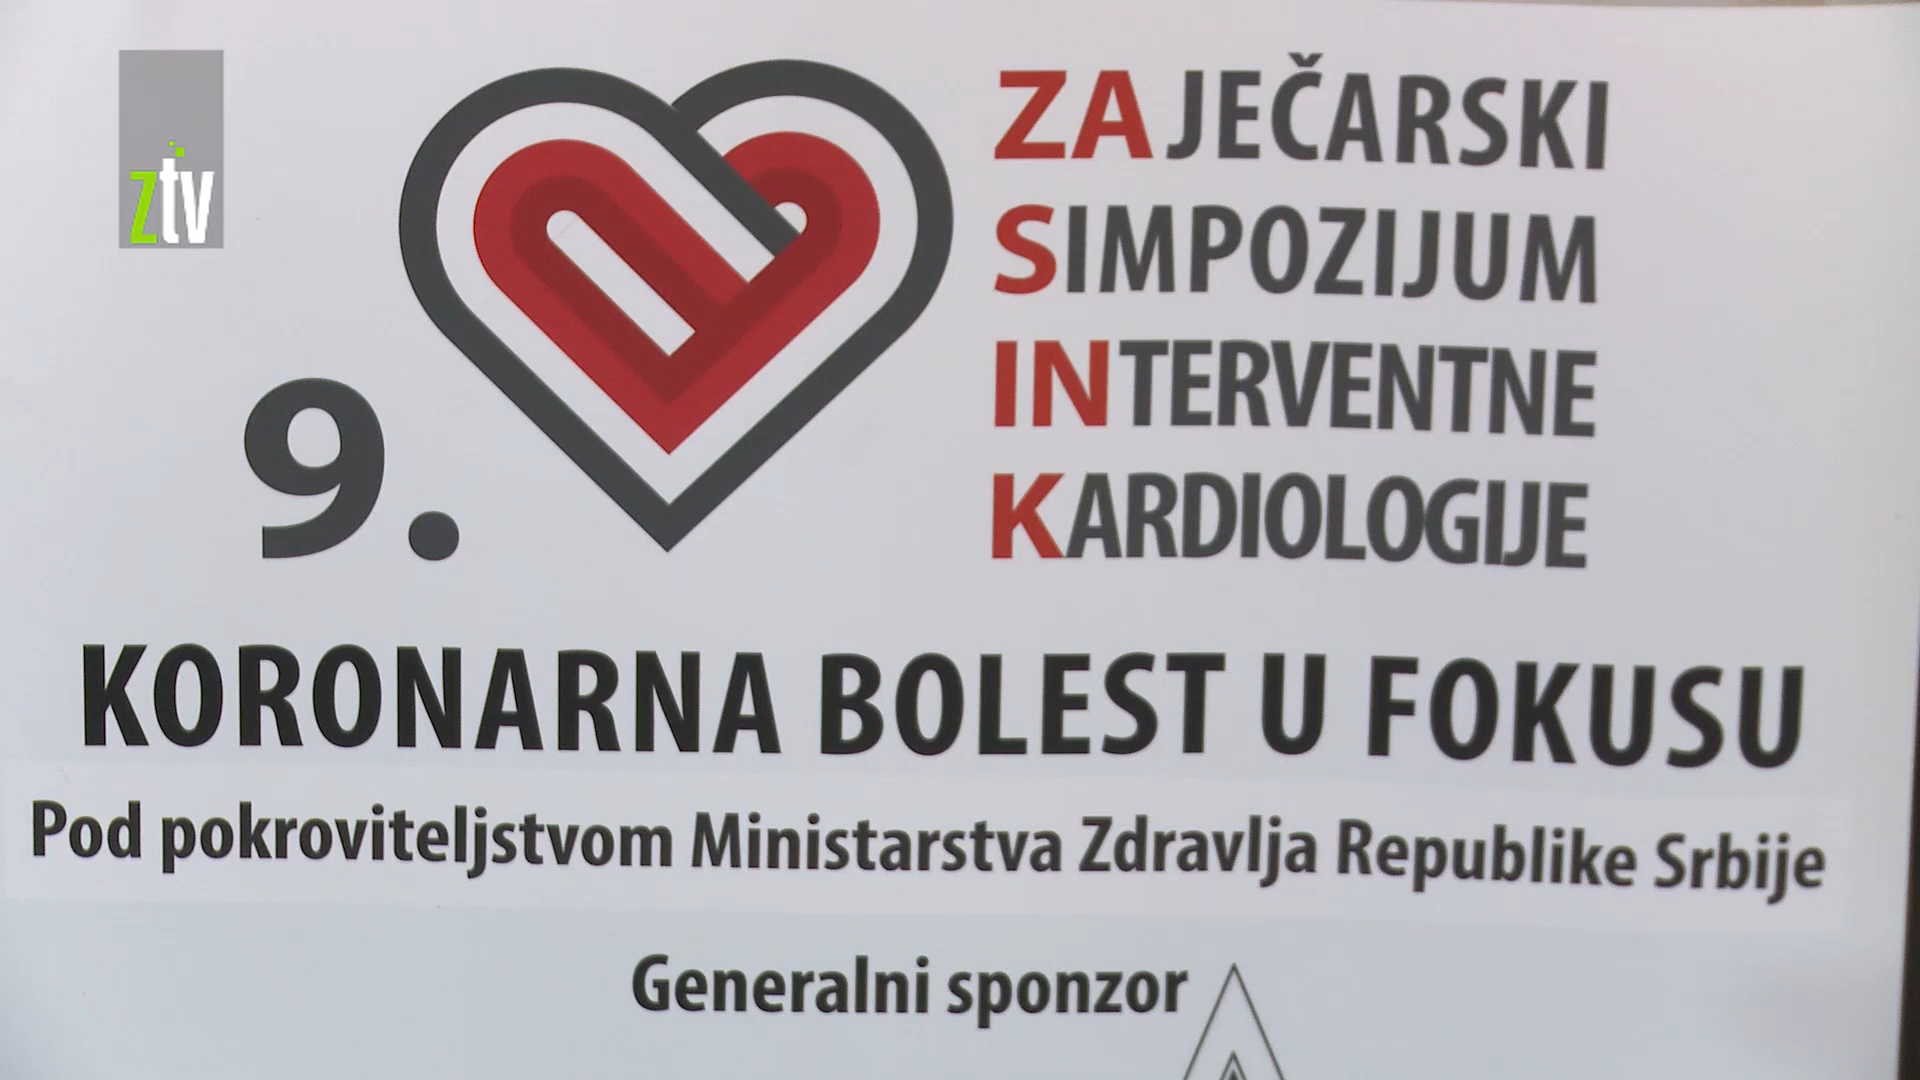 ztv
9.
ZAJEČARSKI
SIMPOZIJUM
INTERVENTNE
KARDIOLOGIJE
KORONARNA BOLEST U FOKUSU
Pod pokroviteljstvom Ministarstva Zdravlja Republike Srbije
Generalni sponzor